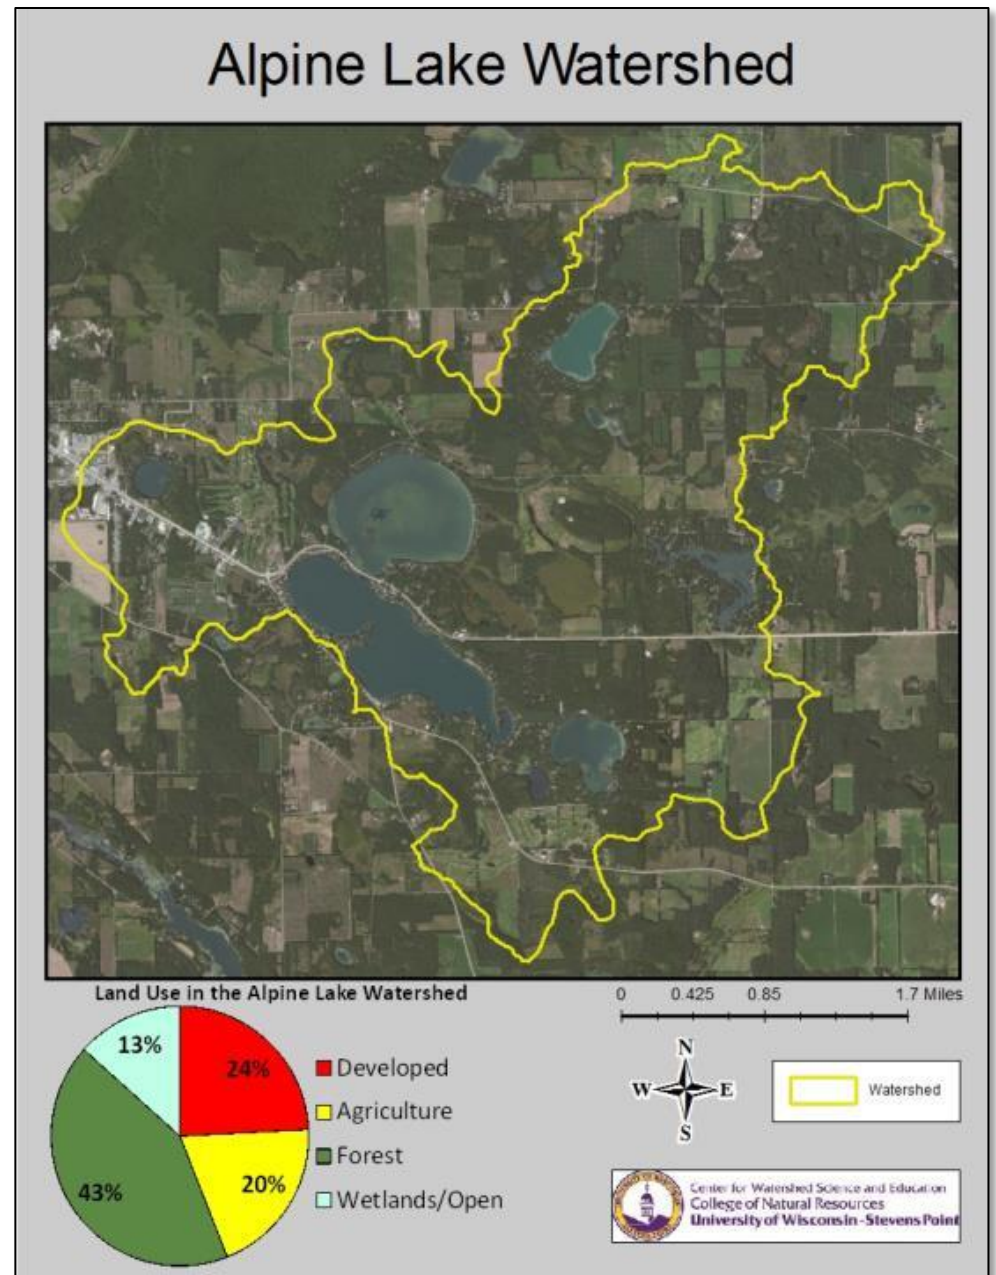 Alpine Lake Watershed
Land Use in the Alpine Lake Watershed
13%
24%
43%
20%
Developed
Agriculture
Forest
Wetlands/Open
0 0.425 0.85 1.7 Miles
N
W E
S
Watershed
Center for Watershed Science and Education
College of Natural Resources
University of Wisconsin - Stevens Point